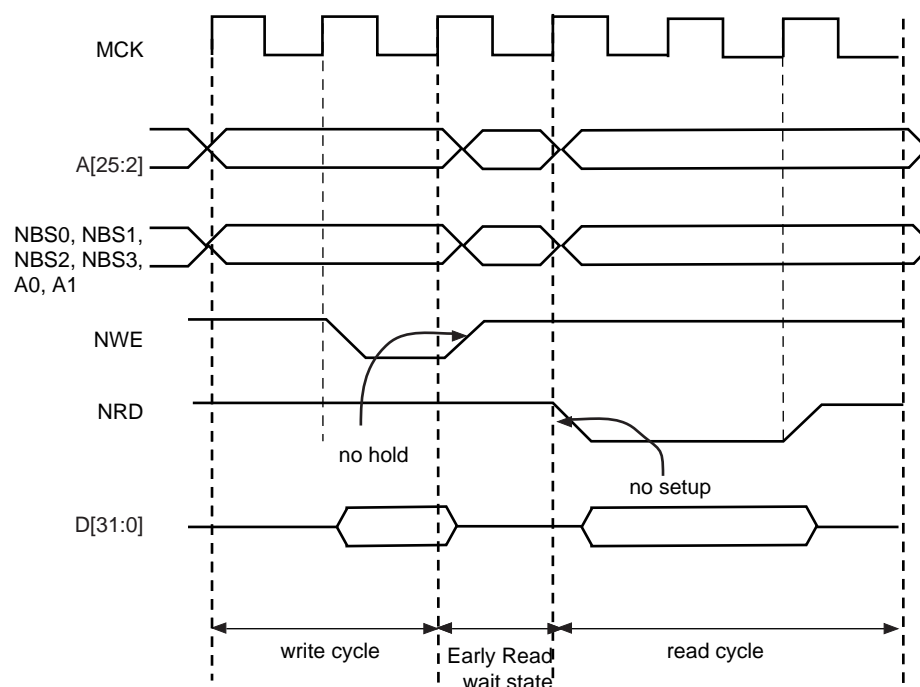 MCK
A[25:2]
NBS0, NBS1,
NBS2, NBS3,
A0, A1
NWE
NRD
no hold
no setup
D[31:0]
write cycle
Early Read
wait state
read cycle